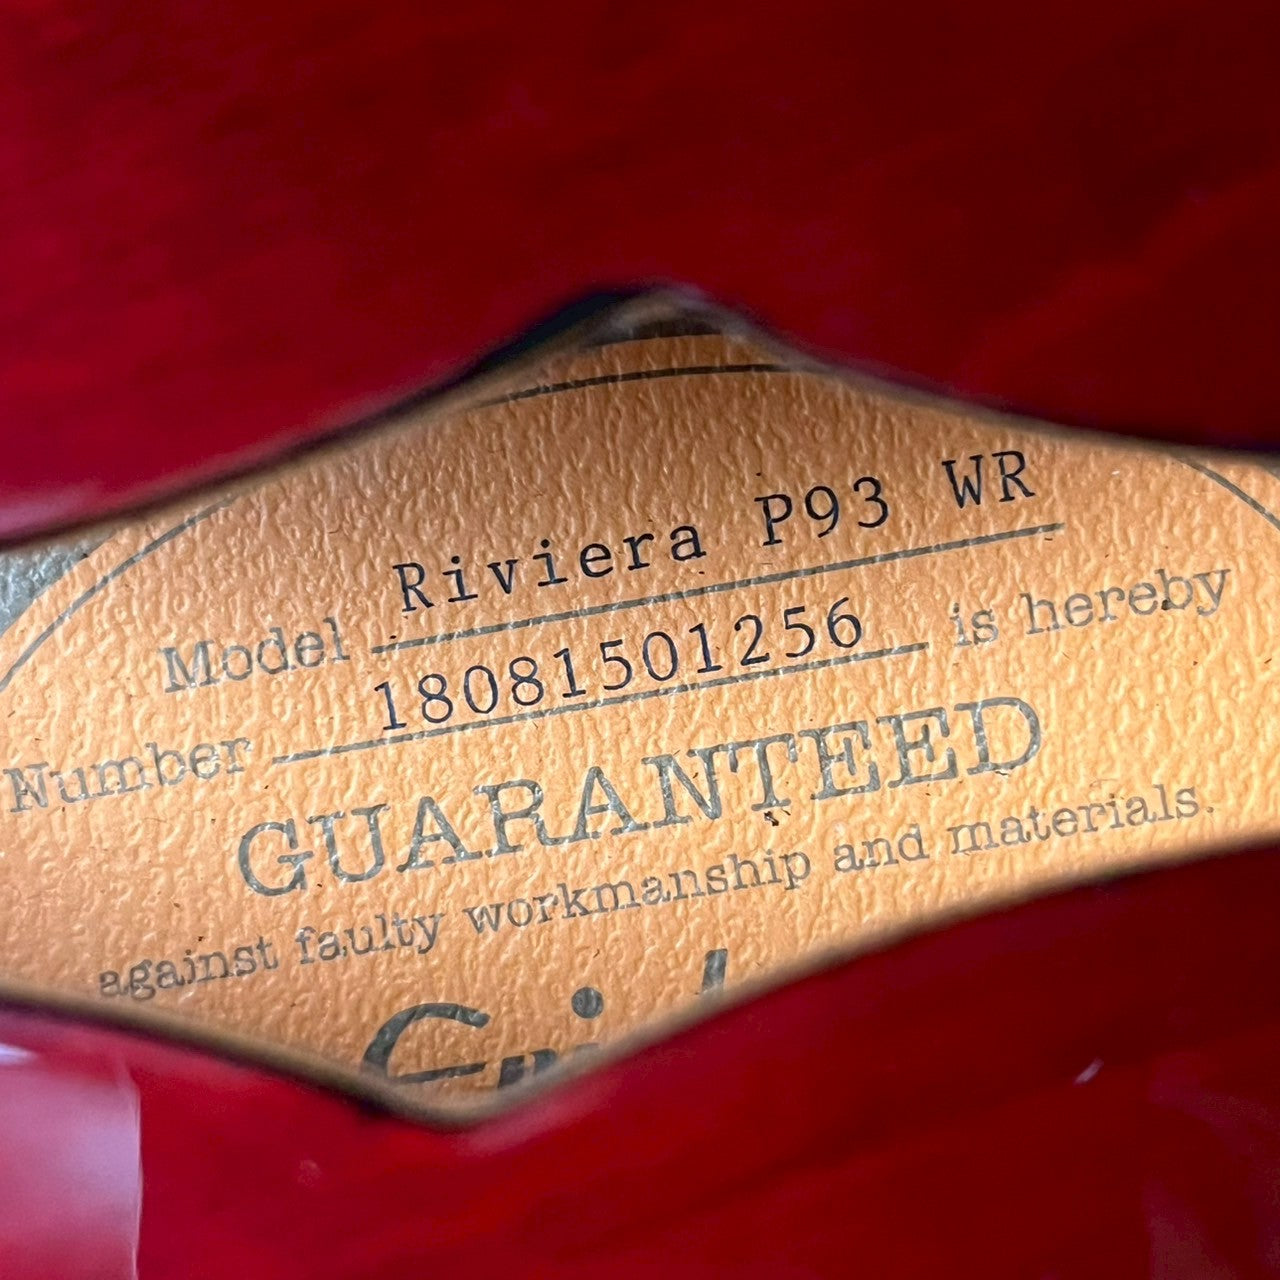 Model Riviera P93 WR
Number 18081501256 is hereby
GUARANTEED
against faulty workmanship and materials.